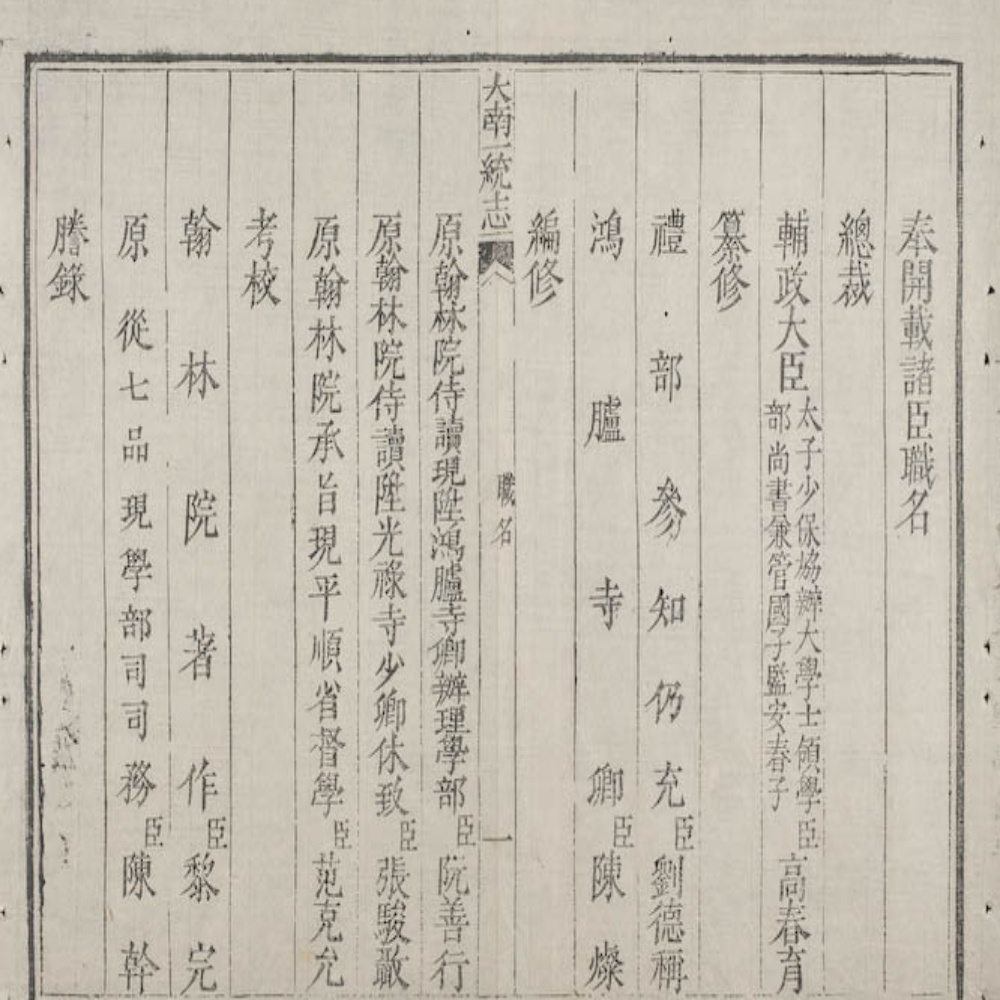 奉開載諸臣職名
總裁
輔政大臣太子少保協辦大學士領學部尚書兼管國子監安春子臣高春育
纂修
禮部參知仍充臣劉德稱
鴻臚寺卿臣陳燦
編修
大南一統志 職名 一
原翰林院侍讀現陞鴻臚寺卿辦理學部臣阮善行
原翰林院侍讀陞光祿寺少卿休致臣張駿敭
原翰林院承旨現平順省督學臣范克允
考校
翰林院著作臣黎完
原從七品現學部司司務臣陳幹
謄錄